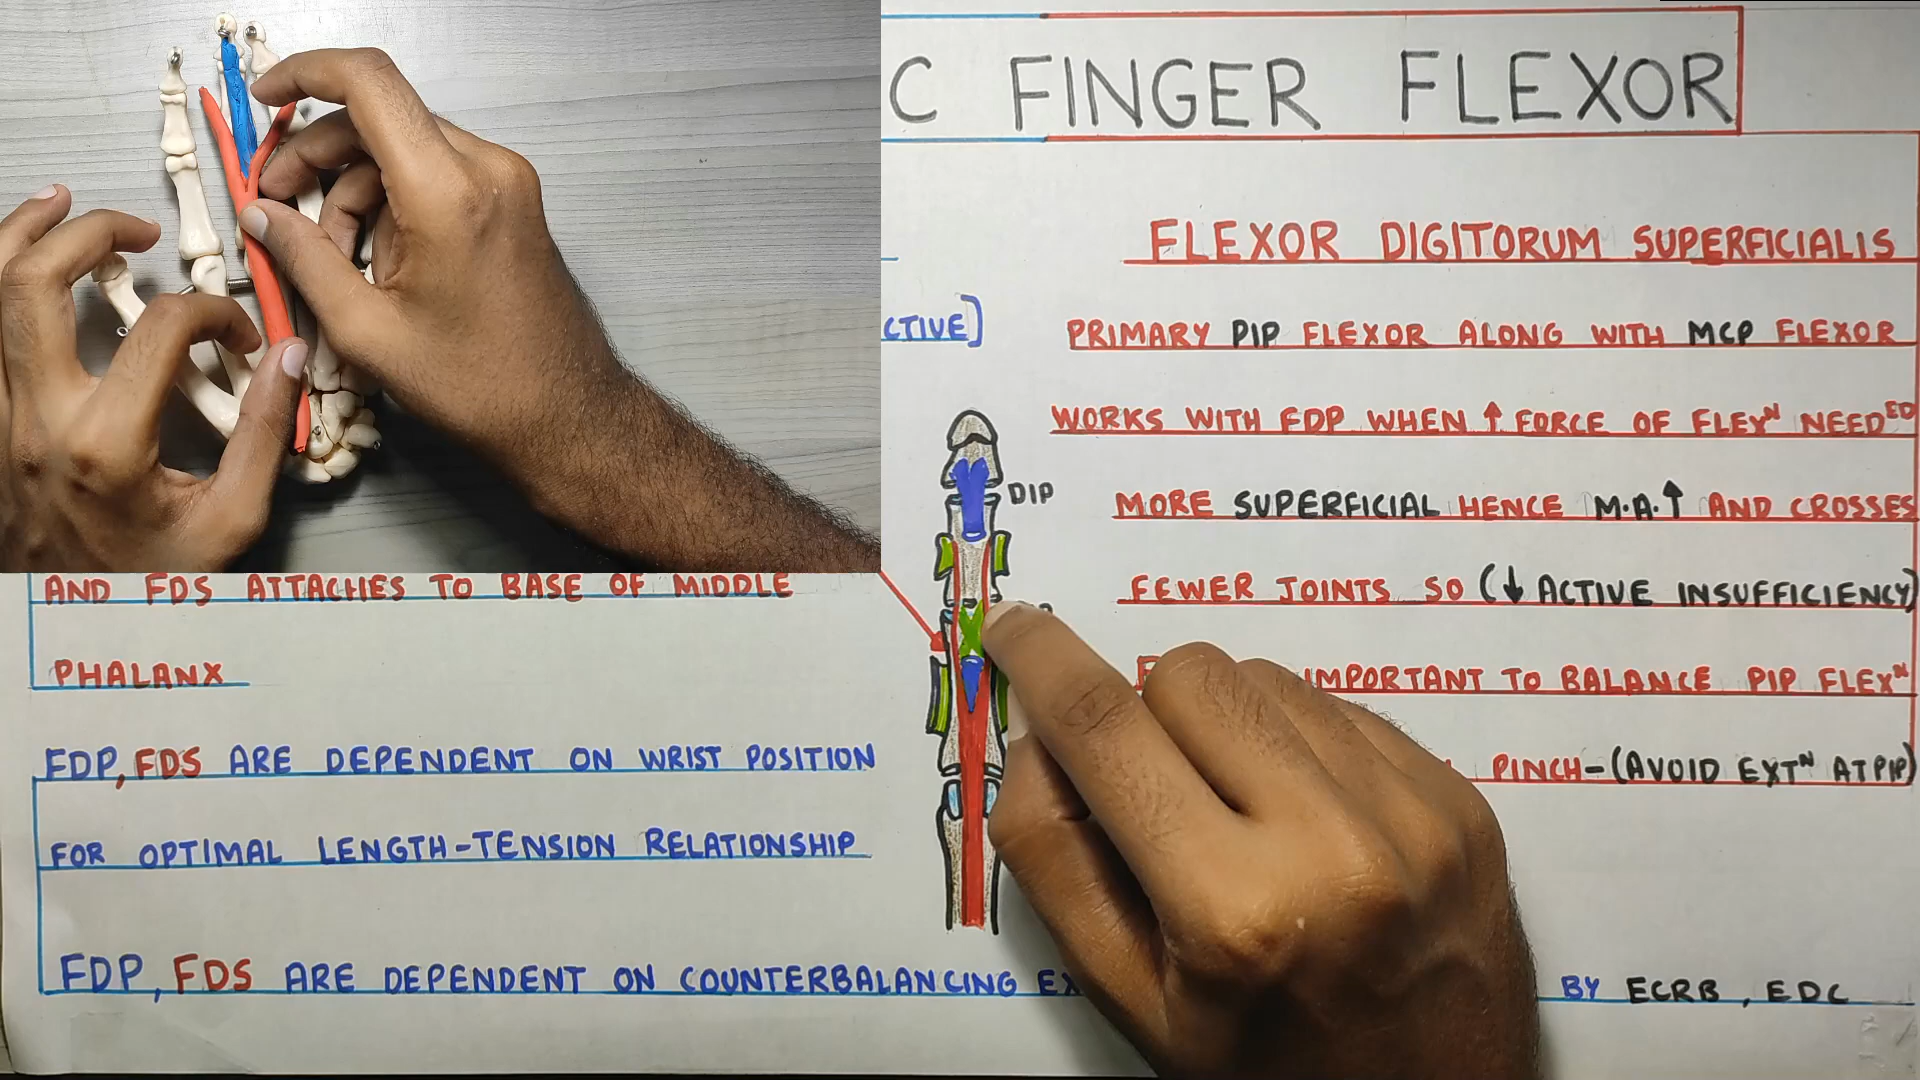 C FINGER FLEXOR
FLEXOR DIGITORUM SUPERFICIALIS
CTIVE]
PRIMARY PIP FLEXOR ALONG WITH MCP FLEXOR
WORKS WITH FDP WHEN ↑ FORCE OF FLEXᴺ NEEDᴱᴰ
DIP
MORE SUPERFICIAL HENCE M.A.↑ AND CROSSES
FEWER JOINTS SO (↓ ACTIVE INSUFFICIENCY)
IMPORTANT TO BALANCE PIP FLEXᴺ
PINCH-(AVOID EXTᴺ AT PIP)
AND FDS ATTACHES TO BASE OF MIDDLE
PHALANX
FDP, FDS ARE DEPENDENT ON WRIST POSITION
FOR OPTIMAL LENGTH-TENSION RELATIONSHIP
FDP, FDS ARE DEPENDENT ON COUNTERBALANCING EX
BY ECRB, EDC